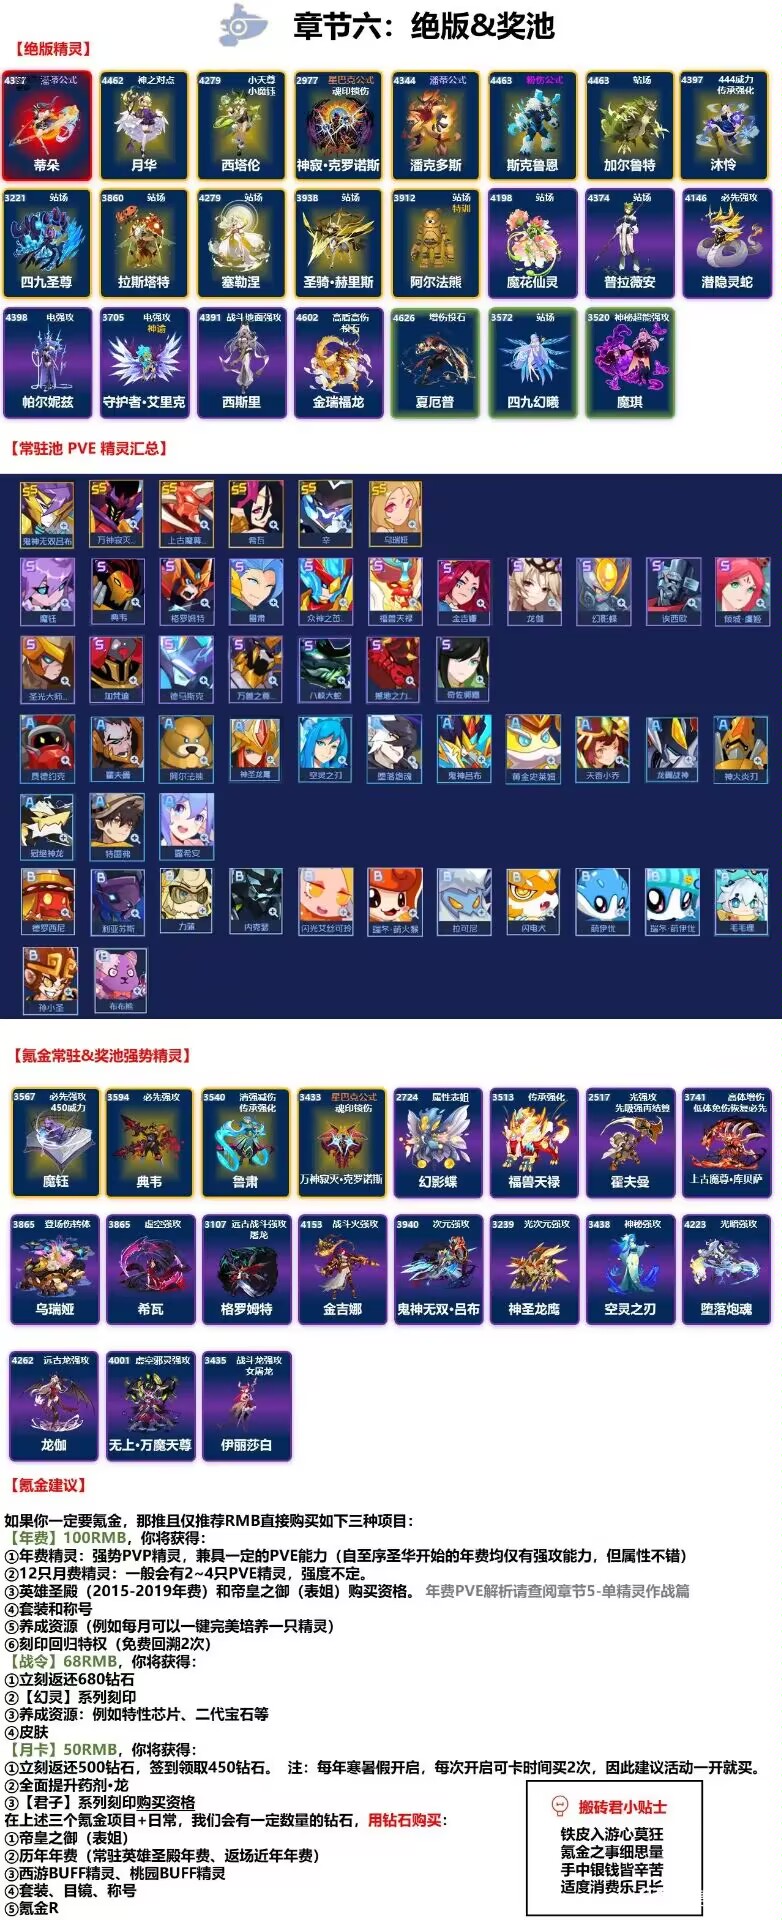 章节六：绝版&奖池
【绝版精灵】
潘蒂公式
蒂朵
4462 神之对点
月华
4279 小天尊
小魔钰
西塔伦
2977 星巴克公式
魂印锁伤
神寂·克罗诺斯
4344 潘蒂公式
潘克多斯
4463 粉伤公式
斯克鲁恩
4463 站场
加尔鲁特
4397 444威力
传承强化
沐怜
3221 站场
四九圣尊
3860 站场
拉斯塔特
4279 站场
塞勒涅
3938 站场
圣骑·赫里斯
3912 站场
特训
阿尔法熊
4198 站场
魔花仙灵
4374 站场
普拉薇安
4146 必先强攻
潜隐灵蛇
4398 电强攻
帕尔妮兹
3705 电强攻
神谕
守护者·艾里克
4391 战斗地面强攻
西斯里
4602 高盾高伤
投石
金瑞福龙
4626 增伤投石
夏厄普
3572 站场
四九幻曦
3520 神秘超能强攻
魔琪
【常驻池 PVE 精灵汇总】
SS SS SS SS SS SS
鬼神无双吕布 万神寂灭... 上古魔尊... 希瓦 辛 乌瑞娅
S S S S S S S S S S S
魔钰 典韦 格罗姆特 鲁肃 众神之茁.. 福兽天禄 金吉娜 龙伽 幻影蝶 诶西欧 倾城·虞姬
S S S S S S S
圣光大师... 加梵谕 德马斯克 万兽之尊... 八岐大蛇 撼地之力... 奇佐郭嘉
A A A A A A A A A A A
贝德约克 霍夫曼 阿尔法熊 神圣龙鹰 空灵之刃 堕落炮魂 鬼神吕布 黄金史莱姆 天香小乔 龙翼战神 神火炎刃
A A A
冠继神龙 特雷弗 露希安
B B B B B B B B B B B
德罗西尼 利亚苏斯 力蒲 内克瑟 闪光艾丝可玲 瑞冬·萌火猴 拉可尼 闪电犬 萌伊优 瑞冬·萌伊优 毛毛狸
B B
孙小圣 布布熊
【氪金常驻&奖池强势精灵】
3567 必先强攻
450威力
魔钰
3594 必先强攻
典韦
3540 消强减伤
传承强化
鲁肃
3433 星巴克公式
魂印锁伤
万神寂灭·克罗诺斯
2724 属性表姐
幻影蝶
3513 传承强化
福兽天禄
2517 光强攻
先吸强再结算
霍夫曼
3741 高体增伤
低体免伤恢复必先
上古魔尊·库贝萨
3865 登场伤转体
乌瑞娅
3865 虚空强攻
希瓦
3107 远古战斗强攻
屠龙
格罗姆特
4153 战斗火强攻
金吉娜
3940 次元强攻
鬼神无双·吕布
3239 光次元强攻
神圣龙鹰
3438 神秘强攻
空灵之刃
4223 光暗强攻
堕落炮魂
4262 远古龙强攻
龙伽
4001 虚空邪灵强攻
无上·万魔天尊
3435 战斗龙强攻
女屠龙
伊丽莎白
【氪金建议】
如果你一定要氪金，那推且仅推荐RMB直接购买如下三种项目：
【年费】100RMB，你将获得：
①年费精灵：强势PVP精灵，兼具一定的PVE能力（自至序圣华开始的年费均仅有强攻能力，但属性不错）
②12只月费精灵：一般会有2~4只PVE精灵，强度不定。
③英雄圣殿（2015-2019年费）和帝皇之御（表姐）购买资格。 年费PVE解析请查阅章节5-单精灵作战篇
④套装和称号
⑤养成资源（例如每月可以一键完美培养一只精灵）
⑥刻印回归特权（免费回溯2次）
【战令】68RMB，你将获得：
①立刻返还680钻石
②【幻灵】系列刻印
③养成资源：例如特性芯片、二代宝石等
④皮肤
【月卡】50RMB，你将获得：
①立刻返还500钻石，签到领取450钻石。 注：每年寒暑假开启，每次开启可卡时间买2次，因此建议活动一开就买。
②全面提升药剂·龙
③【君子】系列刻印购买资格
在上述三个氪金项目+日常，我们会有一定数量的钻石，用钻石购买：
①帝皇之御（表姐）
②历年年费（常驻英雄圣殿年费、返场近年年费）
③西游BUFF精灵、桃园BUFF精灵
④套装、目镜、称号
⑤氪金R
搬砖君小贴士
铁皮入游心莫狂
氪金之事细思量
手中银钱皆辛苦
适度消费乐日长